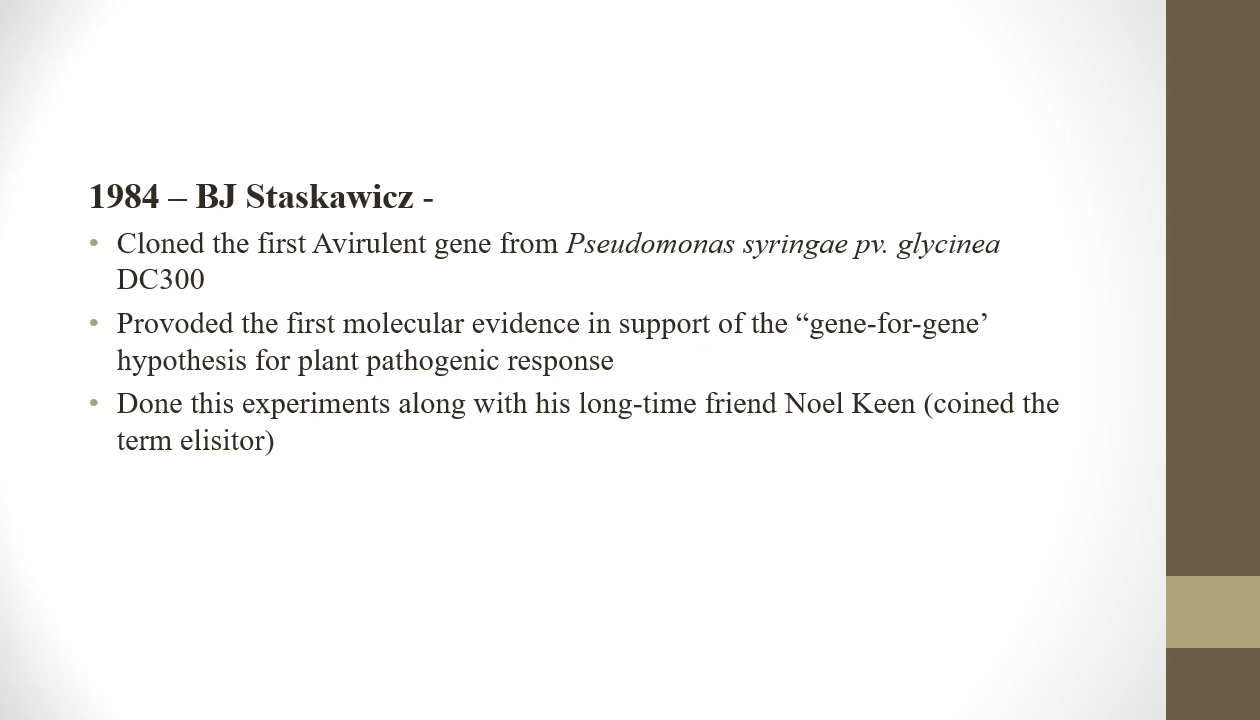 1984 – BJ Staskawicz -
• Cloned the first Avirulent gene from Pseudomonas syringae pv. glycinea
DC300
• Provoded the first molecular evidence in support of the “gene-for-gene’
hypothesis for plant pathogenic response
• Done this experiments along with his long-time friend Noel Keen (coined the
term elisitor)